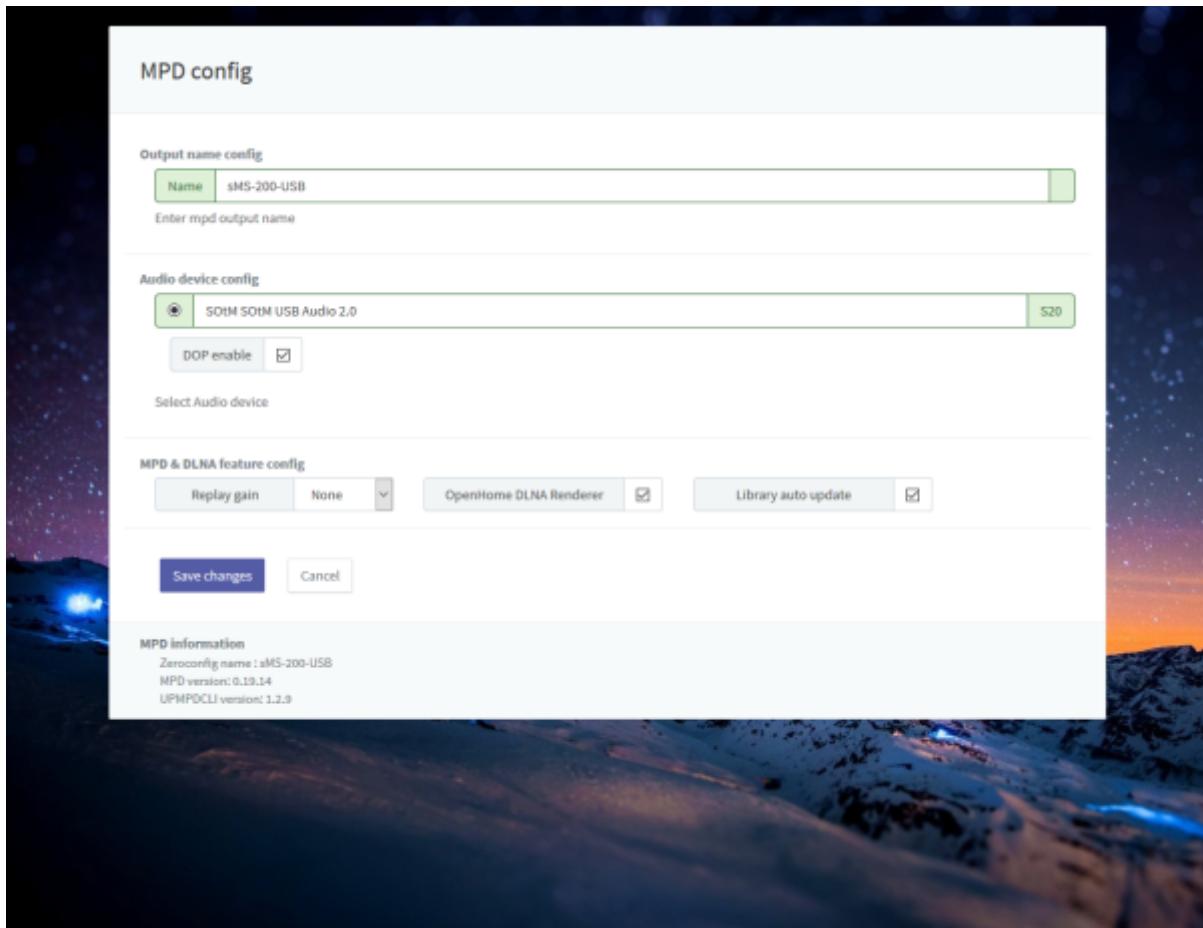 MPD config
Output name config
Name sMS-200-USB
Enter mpd output name
Audio device config
SOtM SOtM USB Audio 2.0 S20
DOP enable
Select Audio device
MPD & DLNA feature config
Replay gain None OpenHome DLNA Renderer Library auto update
Save changes Cancel
MPD information
Zeroconfig name : sMS-200-USB
MPD version: 0.19.14
UPMPDCLI version: 1.2.9